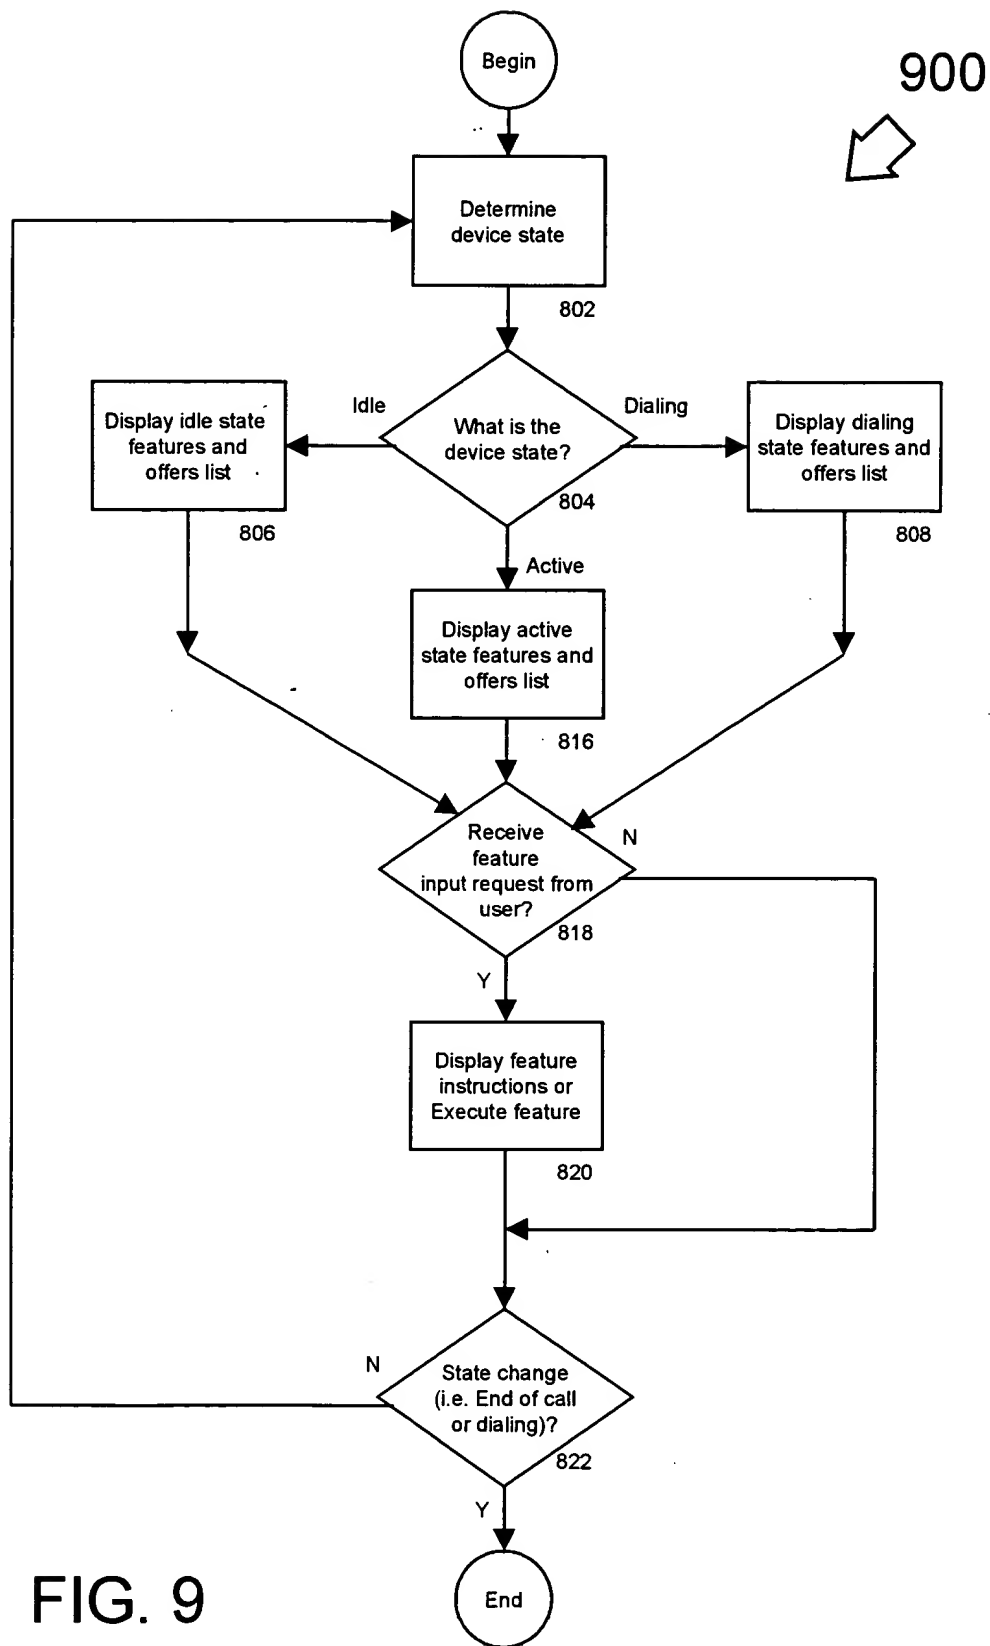 Begin
900
Determine
device state
802
Idle
Dialing
Display idle state
features and
offers list
What is the
device state?
Display dialing
state features and
offers list
804
806
808
Active
Display active
state features and
offers list
816
Receive
feature
input request from
user?
N
818
Y
Display feature
instructions or
Execute feature
820
N
State change
(i.e. End of call
or dialing)?
822
Y
End
FIG. 9